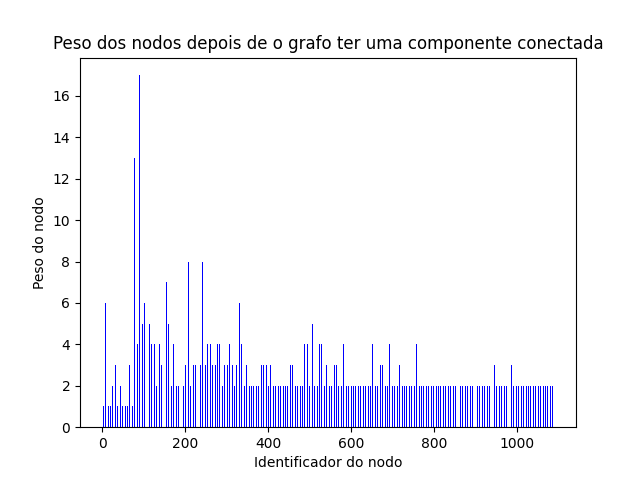 Peso dos nodos depois de o grafo ter uma componente conectada
16
14
12
10
8
6
4
2
0
Peso do nodo
0 200 400 600 800 1000
Identificador do nodo